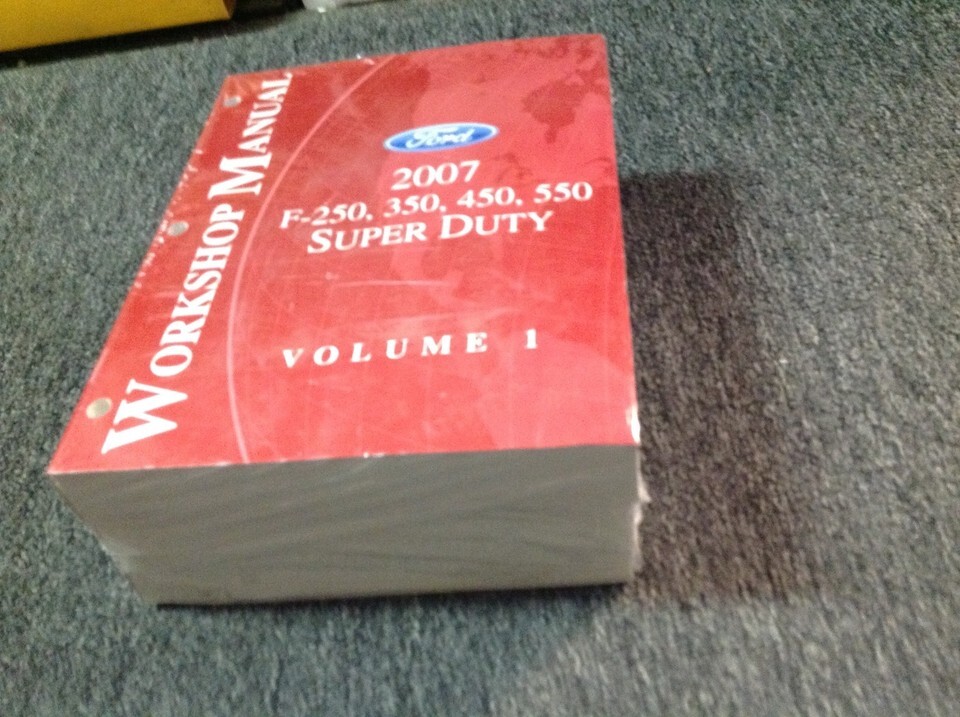 WORKSHOP MANUAL
Ford
2007
F-250, 350, 450, 550
SUPER DUTY
VOLUME 1